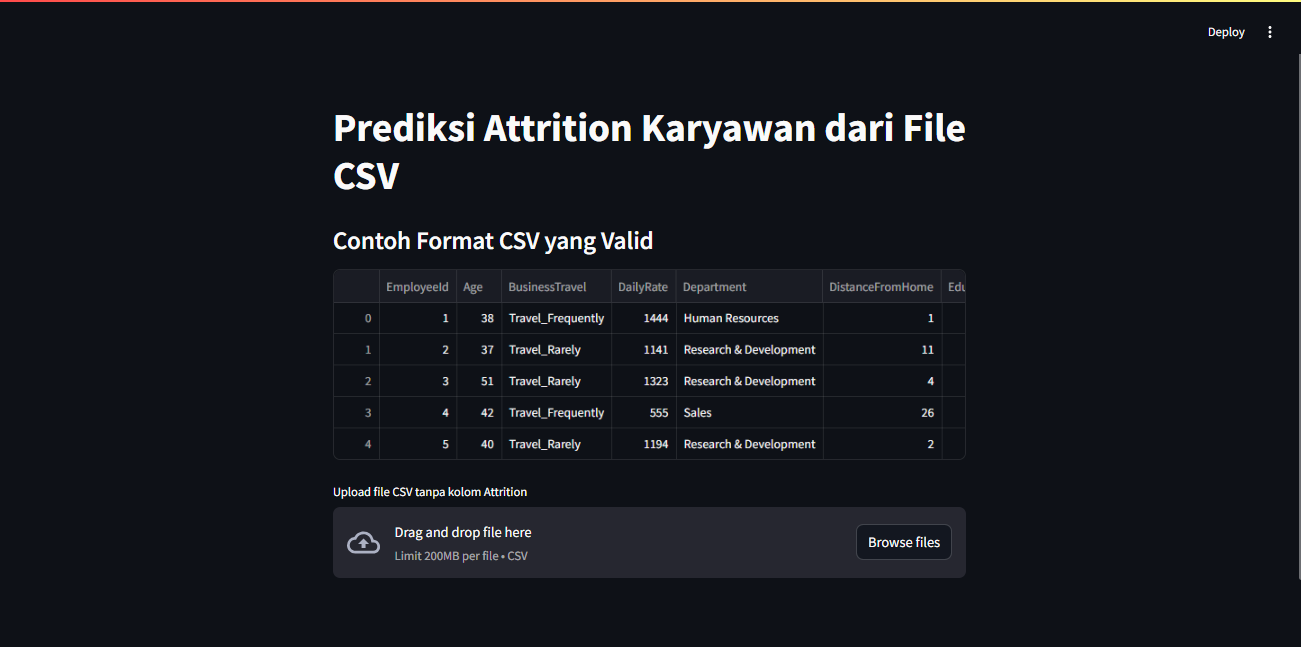 Deploy
Prediksi Attrition Karyawan dari File
CSV
Contoh Format CSV yang Valid
EmployeeId Age BusinessTravel DailyRate Department DistanceFromHome Edu
0 1 38 Travel_Frequently 1444 Human Resources 1
1 2 37 Travel_Rarely 1141 Research & Development 11
2 3 51 Travel_Rarely 1323 Research & Development 4
3 4 42 Travel_Frequently 555 Sales 26
4 5 40 Travel_Rarely 1194 Research & Development 2
Upload file CSV tanpa kolom Attrition
Drag and drop file here
Limit 200MB per file • CSV
Browse files